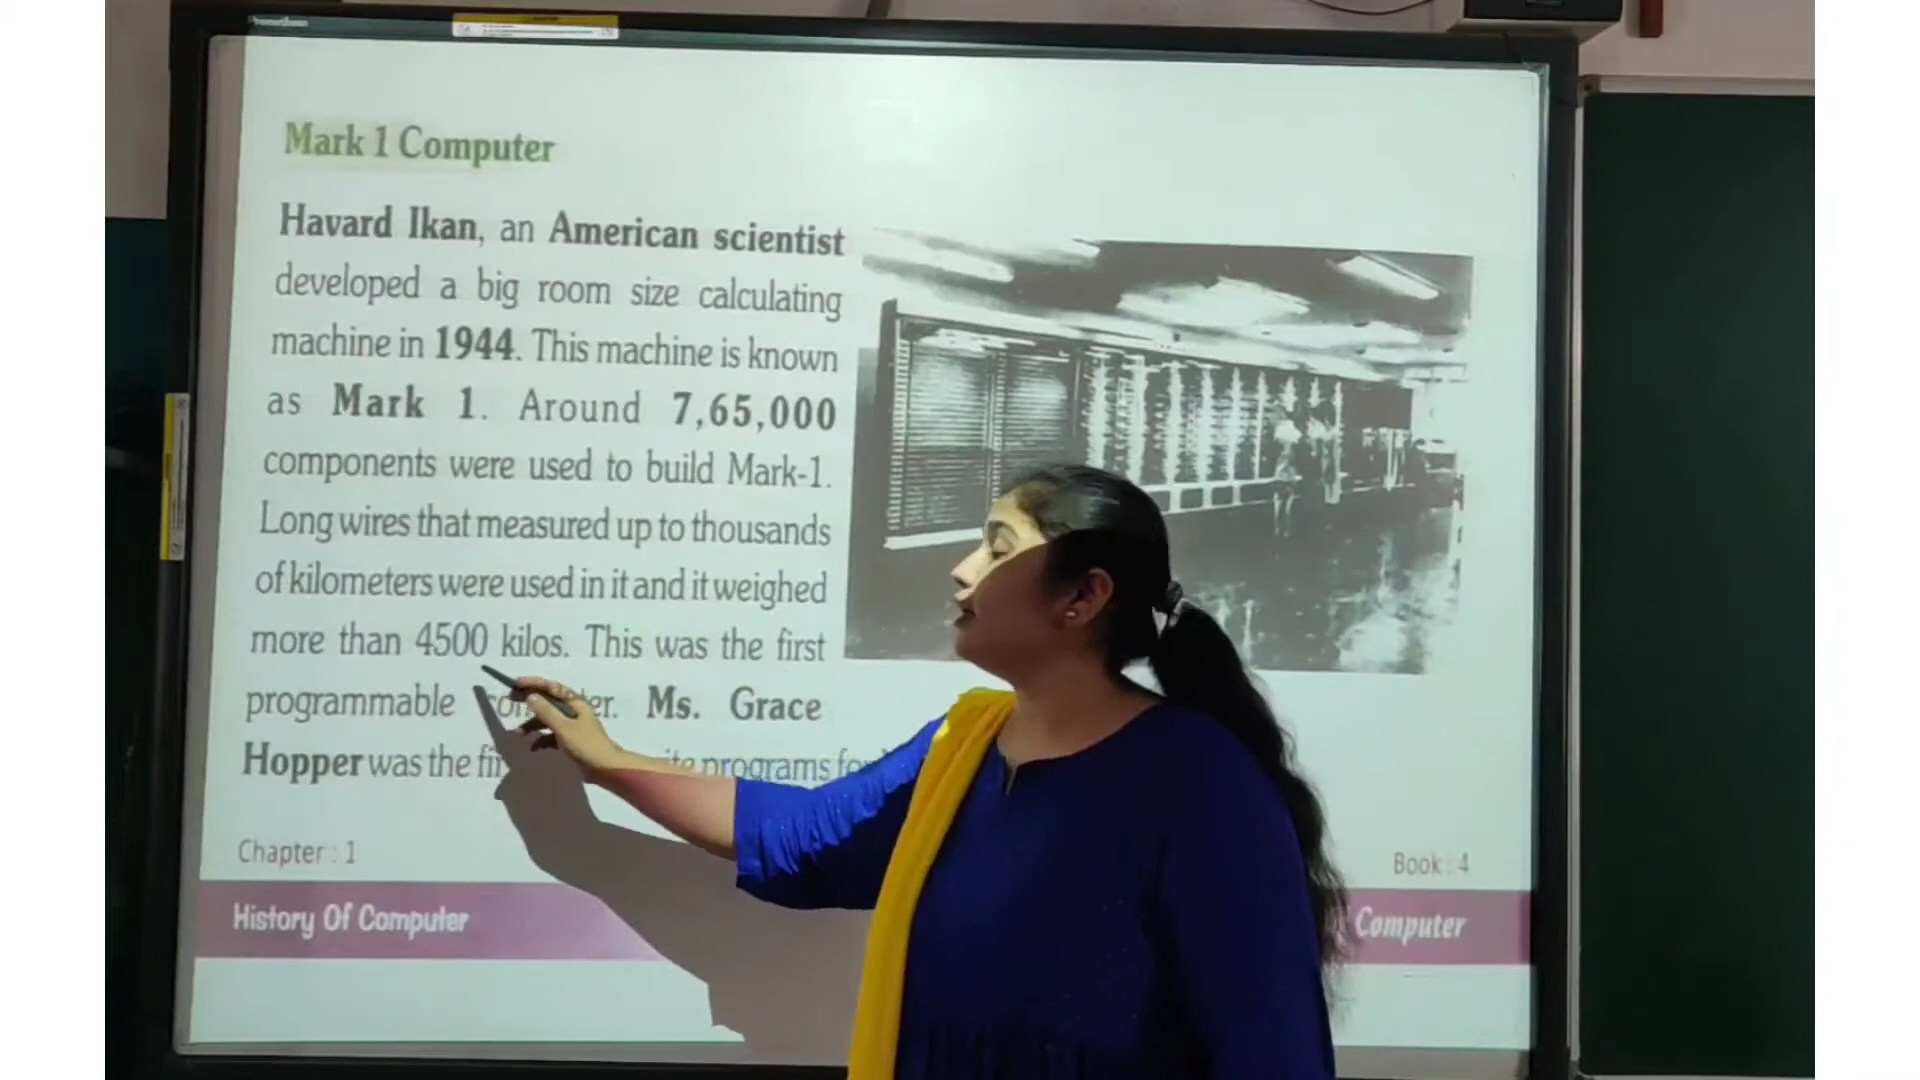 Mark 1 Computer
Havard Ikan, an American scientist
developed a big room size calculating
machine in 1944. This machine is known
as Mark 1. Around 7,65,000
components were used to build Mark-1.
Long wires that measured up to thousands
of kilometers were used in it and it weighed
more than 4500 kilos. This was the first
programmable computer. Ms. Grace
Hopper was the programs for
Chapter : 1
Book : 4
History Of Computer
Computer